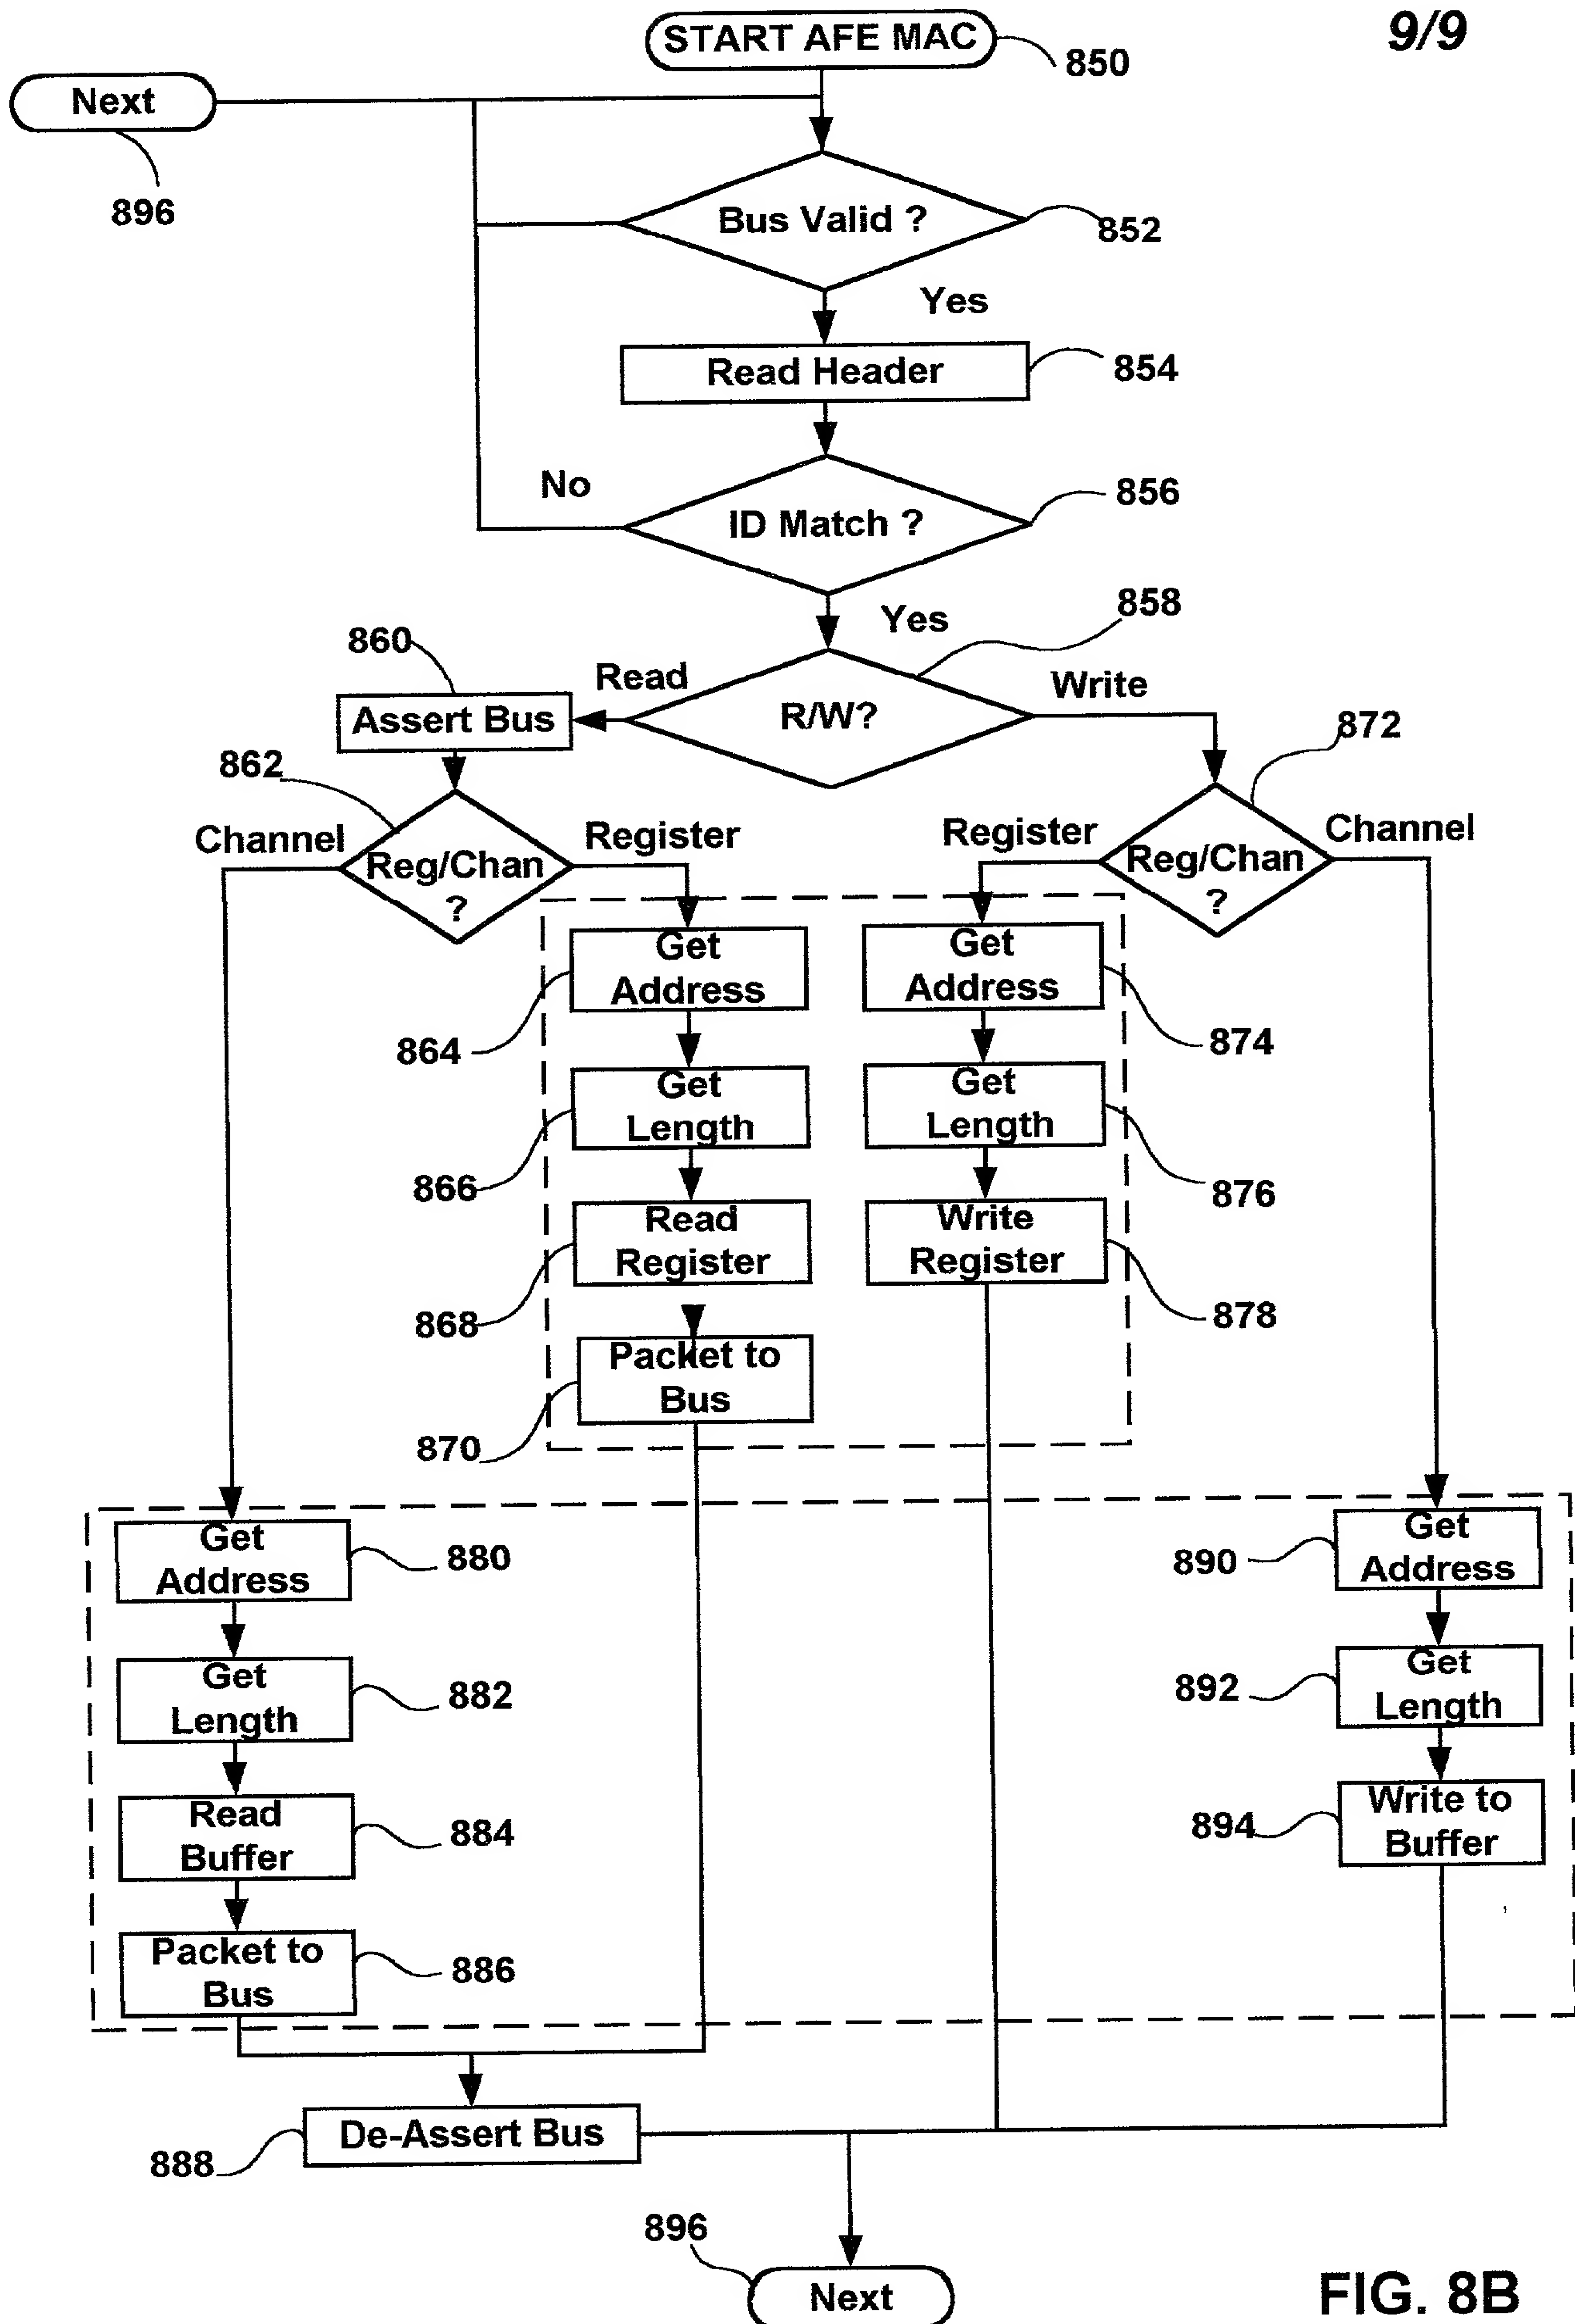 9/9
START AFE MAC
850
Next
896
Bus Valid ?
852
Yes
Read Header
854
No
ID Match ?
856
Yes
858
860
Read
Write
Assert Bus
R/W?
872
862
Channel
Register
Register
Channel
Reg/Chan
?
Reg/Chan
?
Get
Address
Get
Address
864
874
Get
Length
Get
Length
866
876
Read
Register
Write
Register
868
878
Packet to
Bus
870
Get
Address
880
890
Get
Address
Get
Length
882
892
Get
Length
Read
Buffer
884
894
Write to
Buffer
Packet to
Bus
886
De-Assert Bus
888
896
Next
FIG. 8B